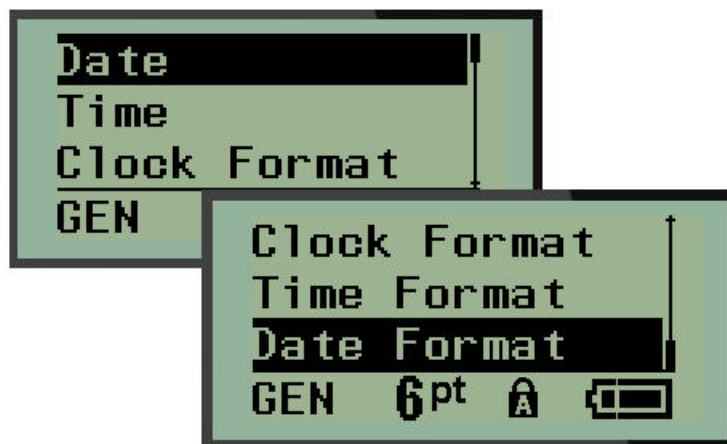 Date
Time
Clock Format
GEN
Clock Format
Time Format
Date Format
GEN 6pt A